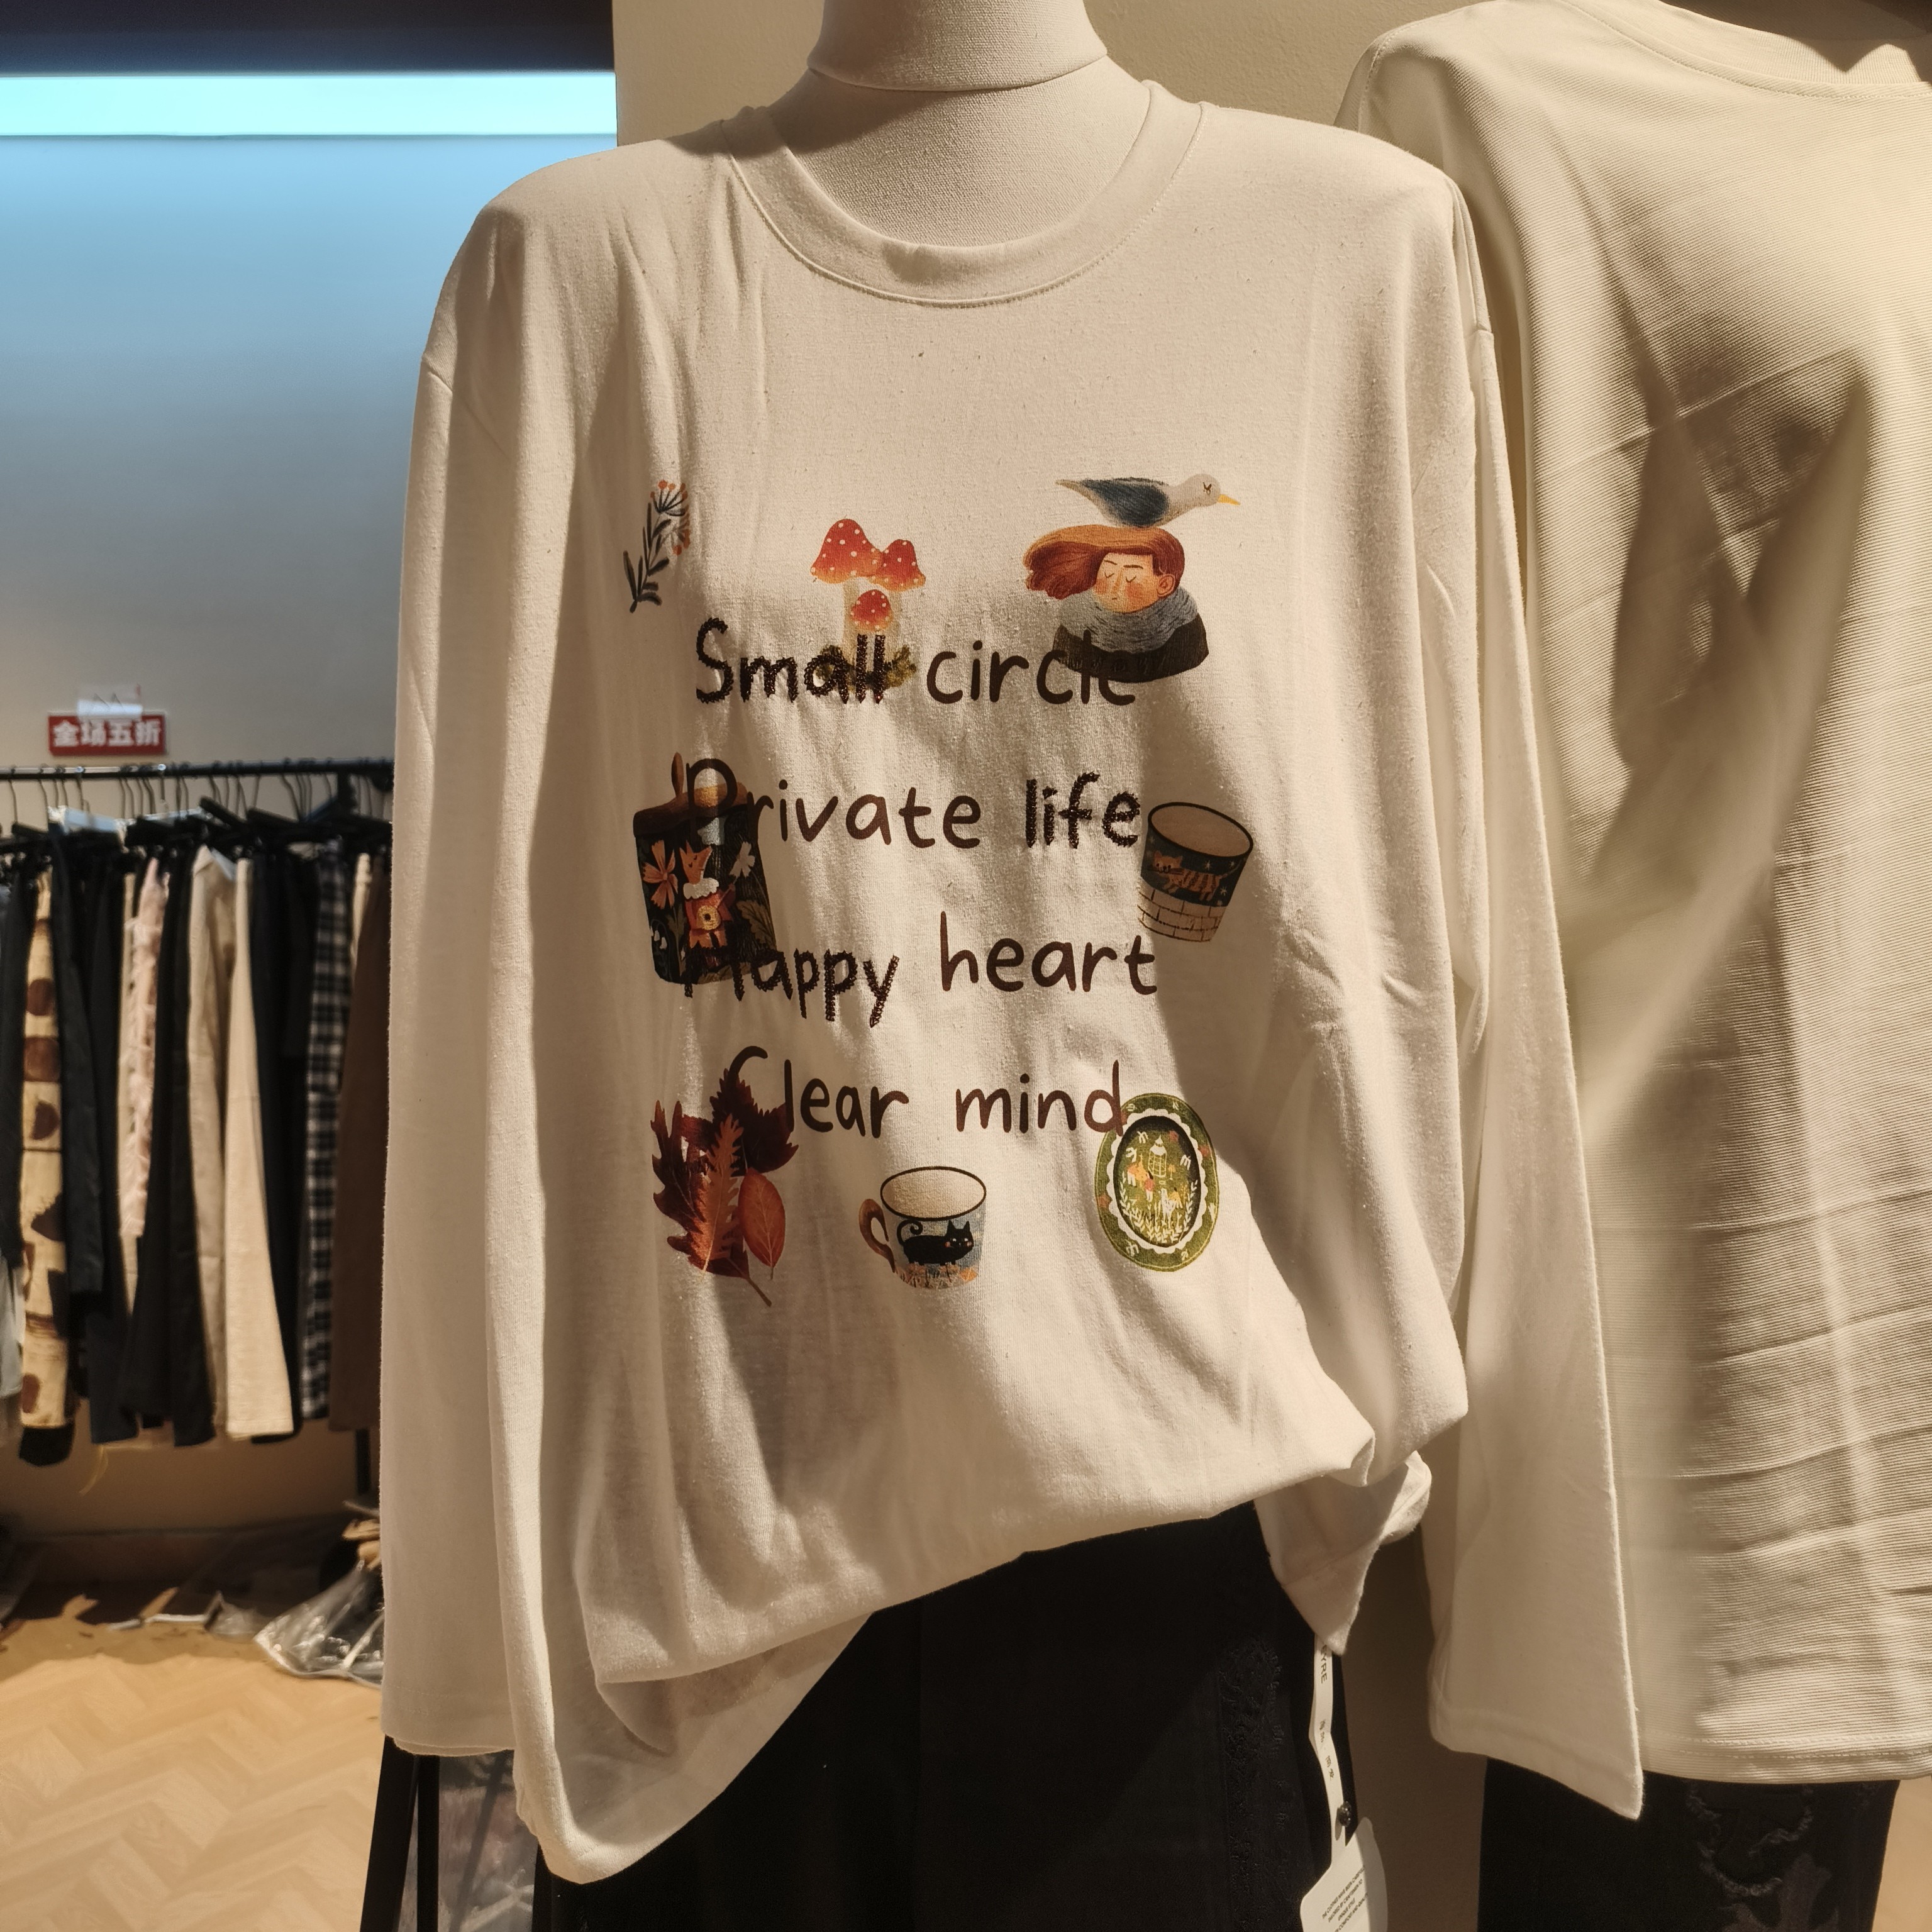 Small circle
Private life
Happy heart
Clear mind
全场五折